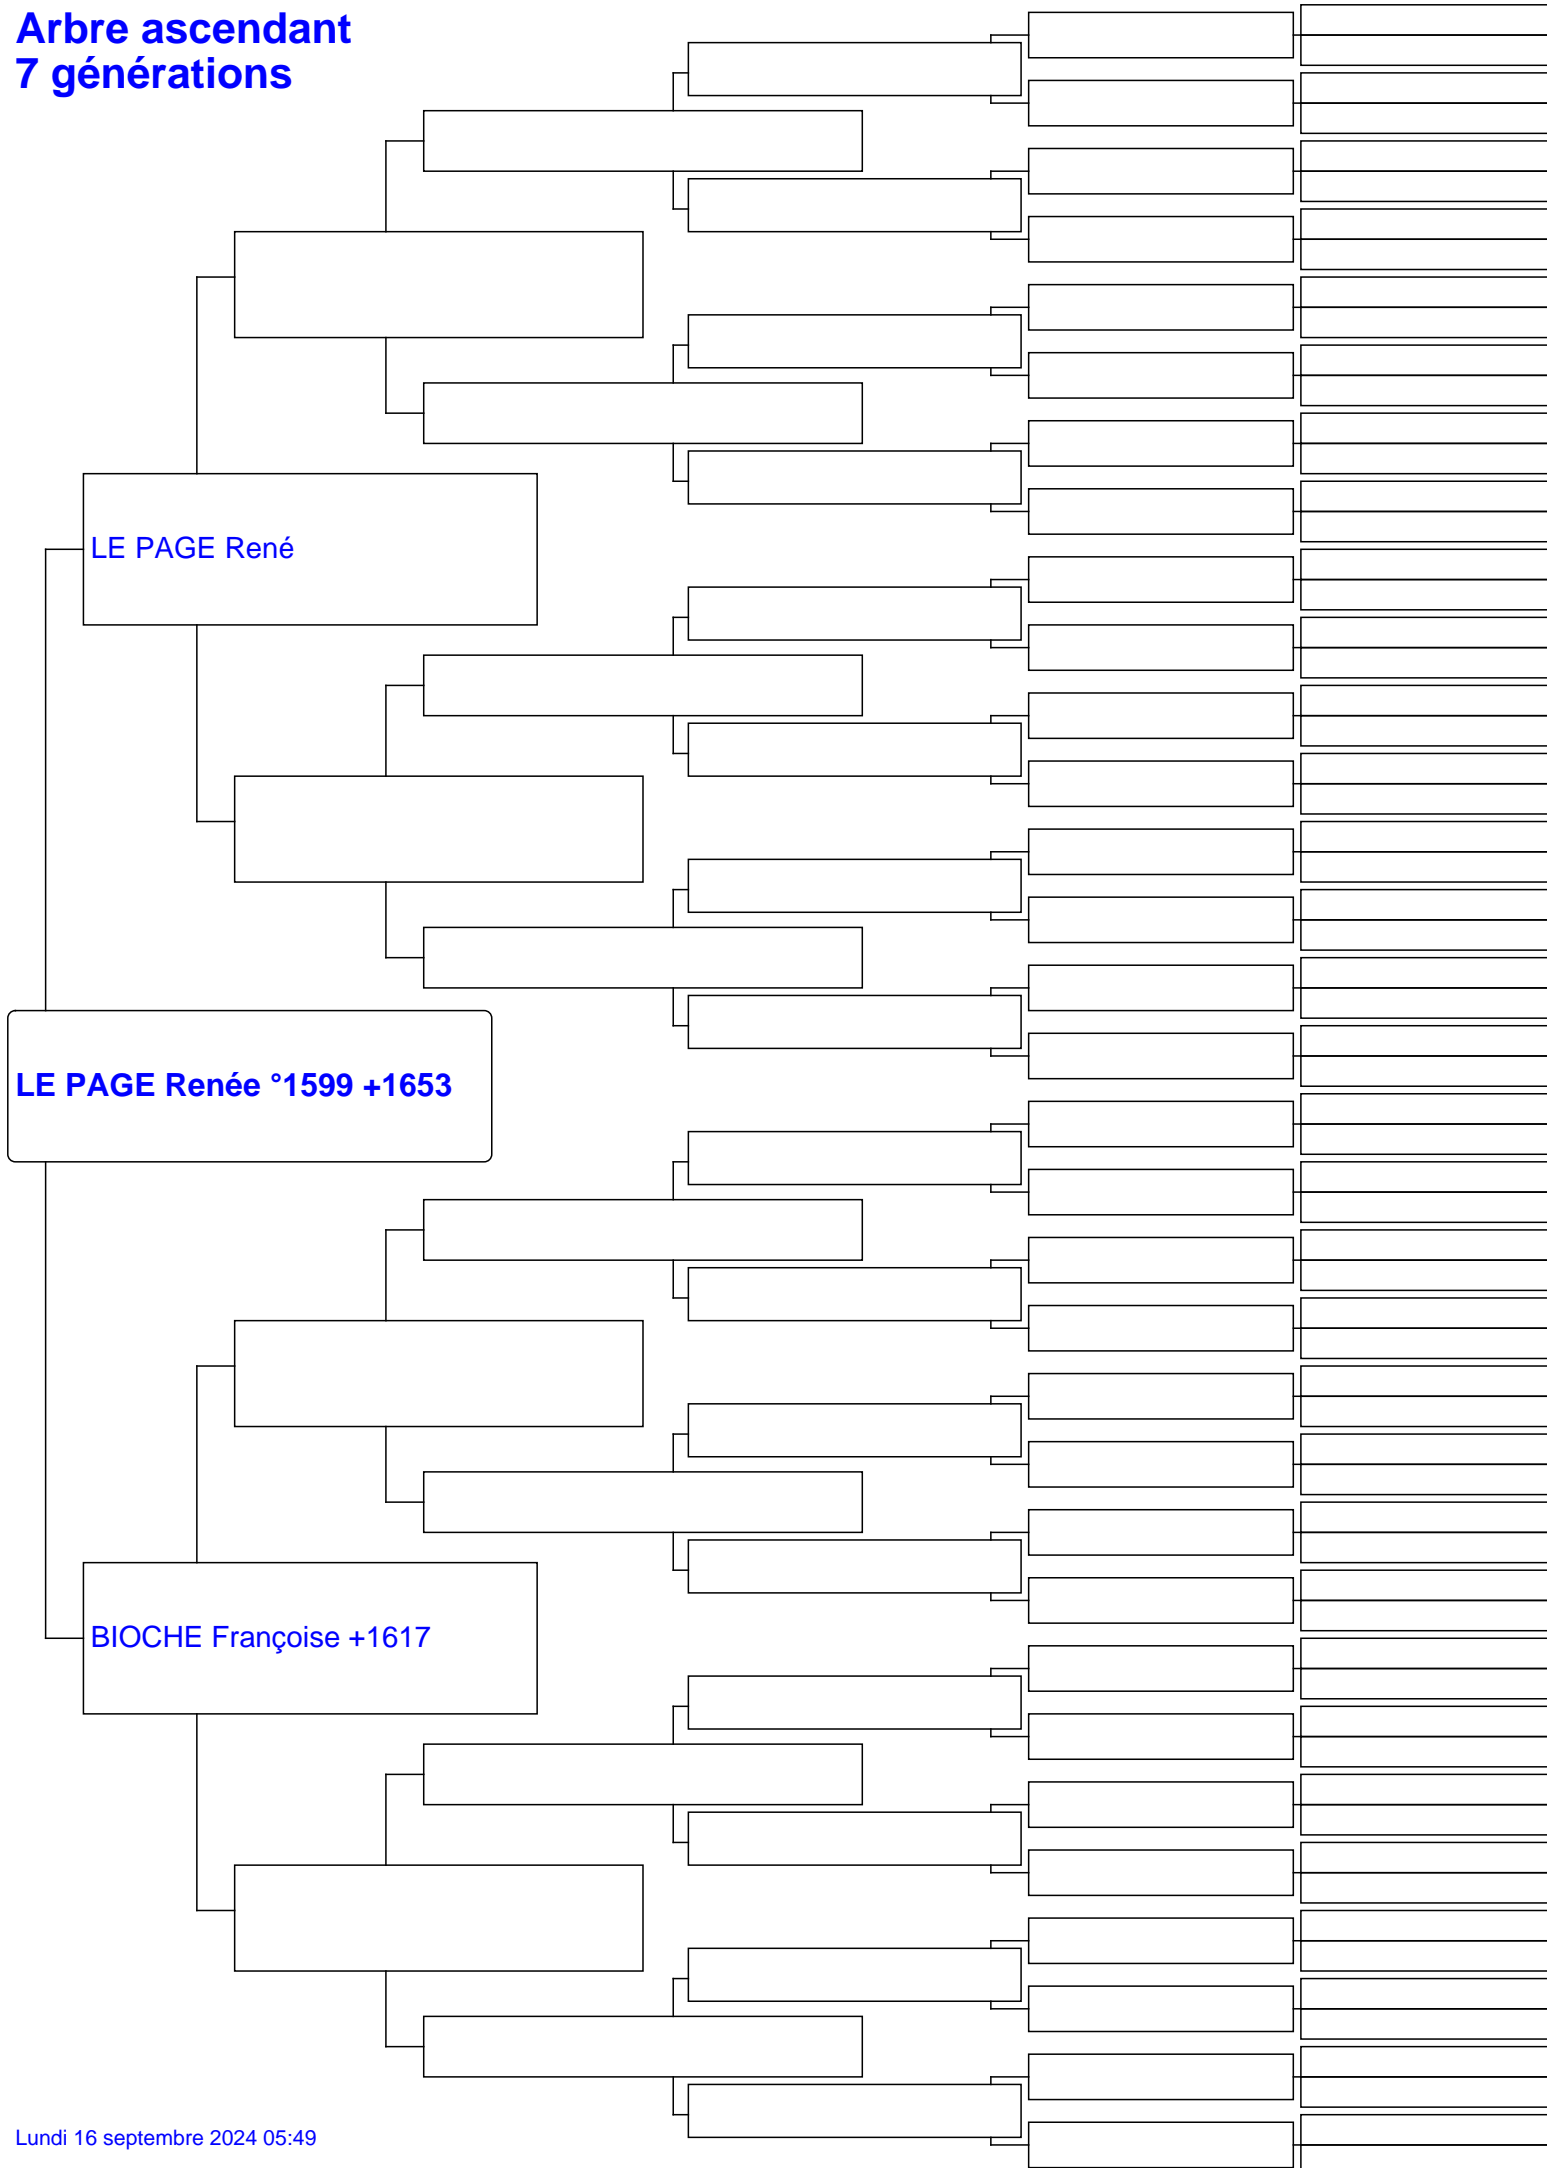 Arbre ascendant
7 générations
LE PAGE René
LE PAGE Renée °1599 +1653
BIOCHE Françoise +1617
Lundi 16 septembre 2024 05:49